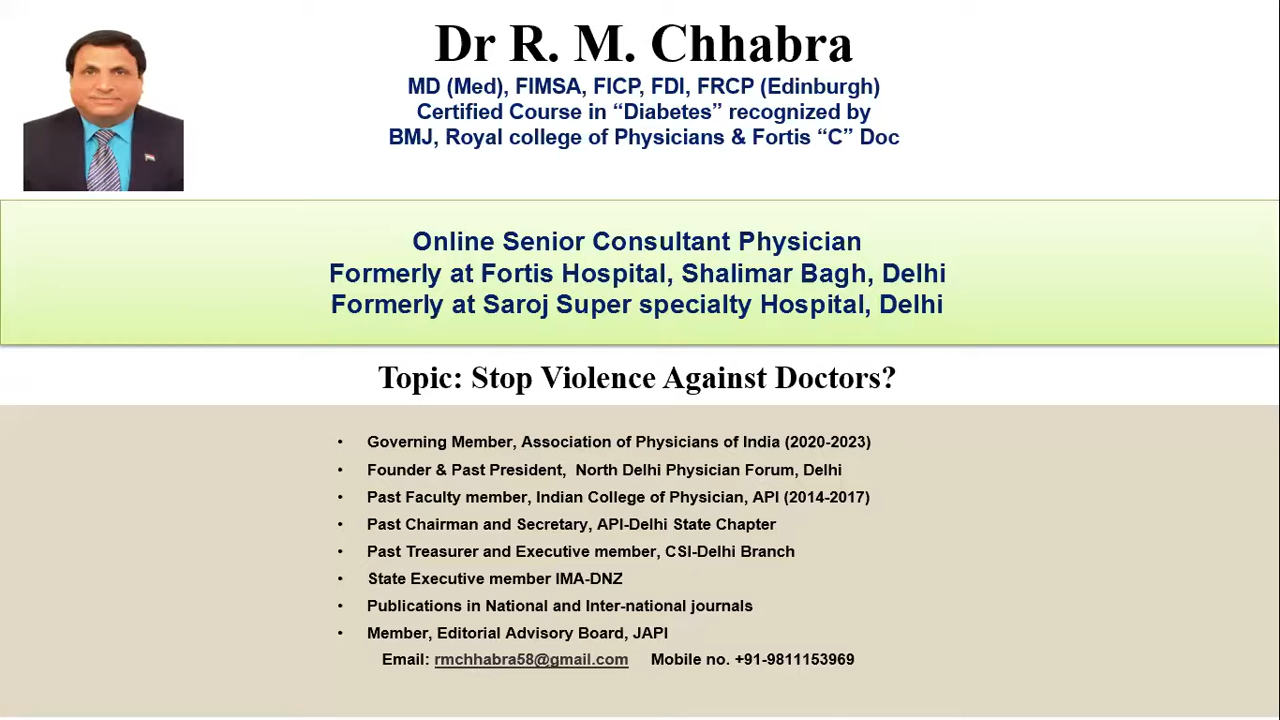 Dr R. M. Chhabra
MD (Med), FIMSA, FICP, FDI, FRCP (Edinburgh)
Certified Course in “Diabetes” recognized by
BMJ, Royal college of Physicians & Fortis “C” Doc
Online Senior Consultant Physician
Formerly at Fortis Hospital, Shalimar Bagh, Delhi
Formerly at Saroj Super specialty Hospital, Delhi
Topic: Stop Violence Against Doctors?
• Governing Member, Association of Physicians of India (2020-2023)
• Founder & Past President, North Delhi Physician Forum, Delhi
• Past Faculty member, Indian College of Physician, API (2014-2017)
• Past Chairman and Secretary, API-Delhi State Chapter
• Past Treasurer and Executive member, CSI-Delhi Branch
• State Executive member IMA-DNZ
• Publications in National and Inter-national journals
• Member, Editorial Advisory Board, JAPI
Email: rmchhabra58@gmail.com Mobile no. +91-9811153969